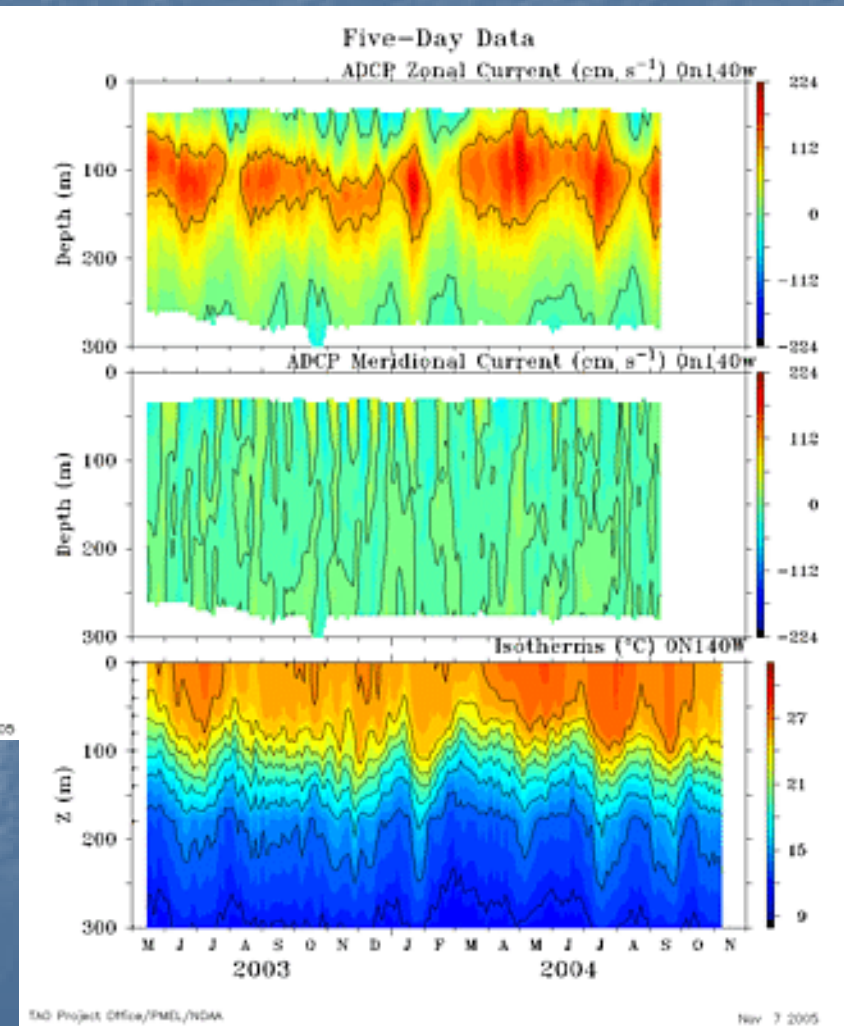 Five-Day Data
ADCP Zonal Current (cm s⁻¹) 0n140w
0
100
200
300
Depth (m)
224
112
0
-112
-224
ADCP Meridional Current (cm s⁻¹) 0n140w
0
100
200
300
Depth (m)
224
112
0
-112
-224
Isotherms (°C) 0N140W
0
100
200
300
Z (m)
27
21
15
9
M J J A S O N D J F M A M J J A S O N
2003 2004
TAO Project Office/PMEL/NOAA
Nov 7 2005